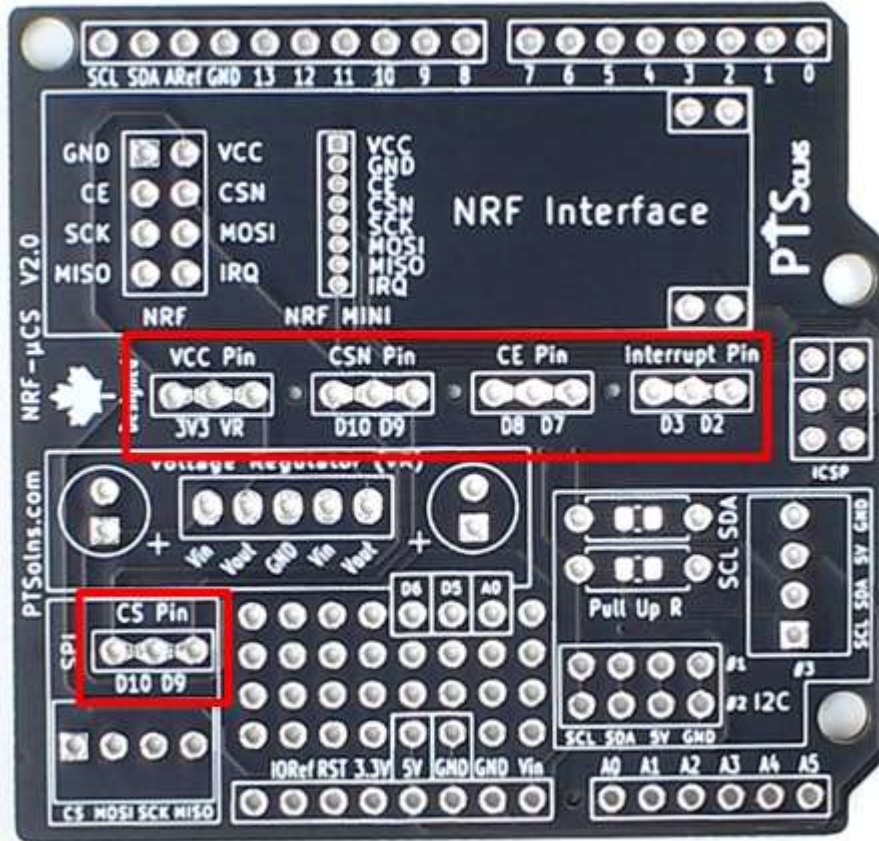 SCL SDA ARef GND 13 12 11 10 9 8 7 6 5 4 3 2 1 0
GND VCC
CE CSN
SCK MOSI
MISO IRQ
NRF
VCC
GND
CE
CSN
SCK
MOSI
MISO
IRQ
NRF MINI
NRF Interface
PTSolns
NRF-µCS V2.0
Designed
VCC Pin CSN Pin CE Pin Interrupt Pin
3V3 VR D10 D9 D8 D7 D3 D2
ICSP
Voltage Regulator (VR)
+ +
Vin Vout GND Vin Vout
PTSolns.com
SCL SDA
Pull Up R
SCL SDA 5V GND
#3
D6 D5 A0
SPI
CS Pin
D10 D9
#1
#2 I2C
SCL SDA 5V GND
IORef RST 3.3V 5V GND GND Vin
A0 A1 A2 A3 A4 A5
CS MOSI SCK MISO